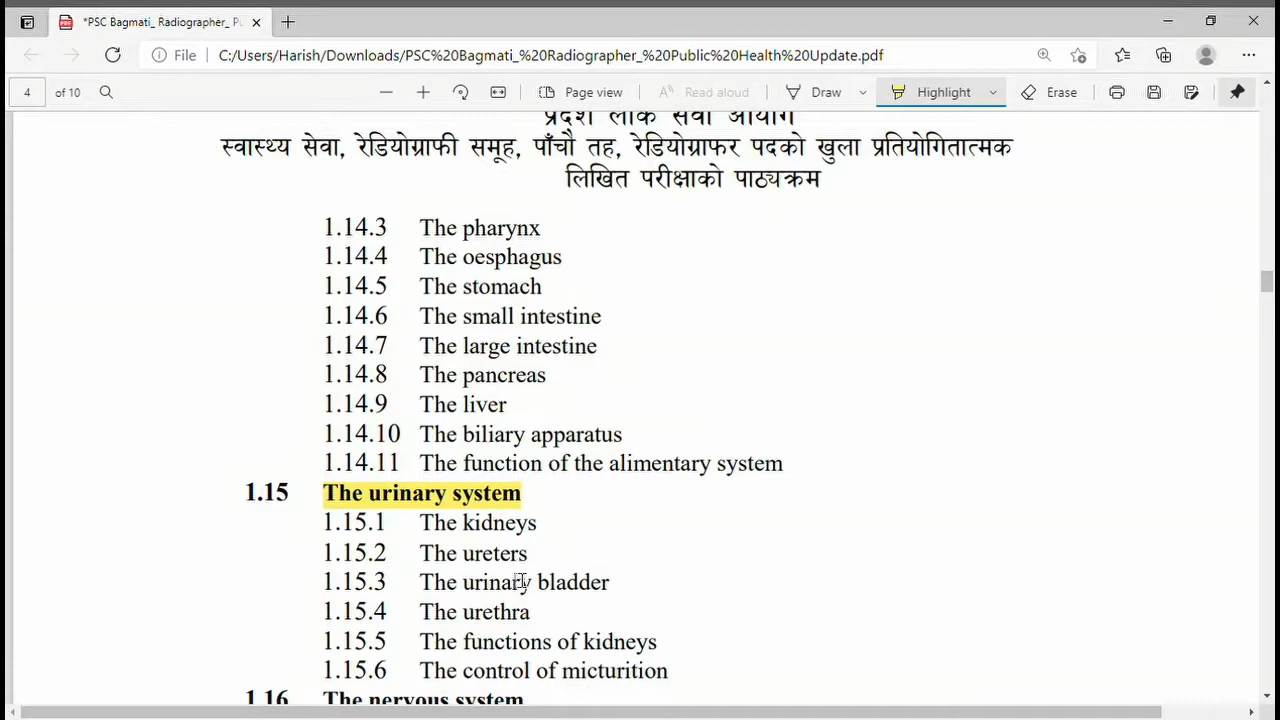 *PSC Bagmati_ Radiographer_ Pu
File C:/Users/Harish/Downloads/PSC%20Bagmati_%20Radiographer_%20Public%20Health%20Update.pdf
4 of 10 Page view Read aloud Draw Highlight Erase
प्रदेश लोक सेवा आयोग
स्वास्थ्य सेवा, रेडियोग्राफी समूह, पाँचौ तह, रेडियोग्राफर पदको खुला प्रतियोगितात्मक
लिखित परीक्षाको पाठ्यक्रम
1.14.3 The pharynx
1.14.4 The oesphagus
1.14.5 The stomach
1.14.6 The small intestine
1.14.7 The large intestine
1.14.8 The pancreas
1.14.9 The liver
1.14.10 The biliary apparatus
1.14.11 The function of the alimentary system
1.15 The urinary system
1.15.1 The kidneys
1.15.2 The ureters
1.15.3 The urinary bladder
1.15.4 The urethra
1.15.5 The functions of kidneys
1.15.6 The control of micturition
1.16 The nervous system